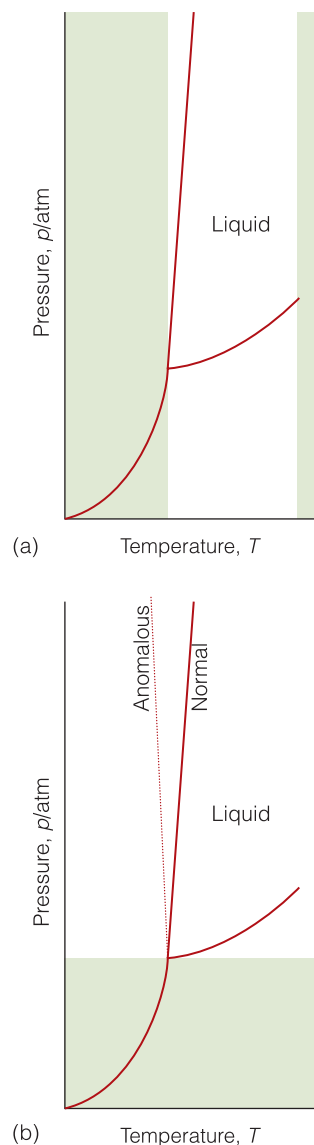 Pressure, p/atm
Liquid
(a)
Temperature, T
Pressure, p/atm
Anomalous
Normal
Liquid
(b)
Temperature, T